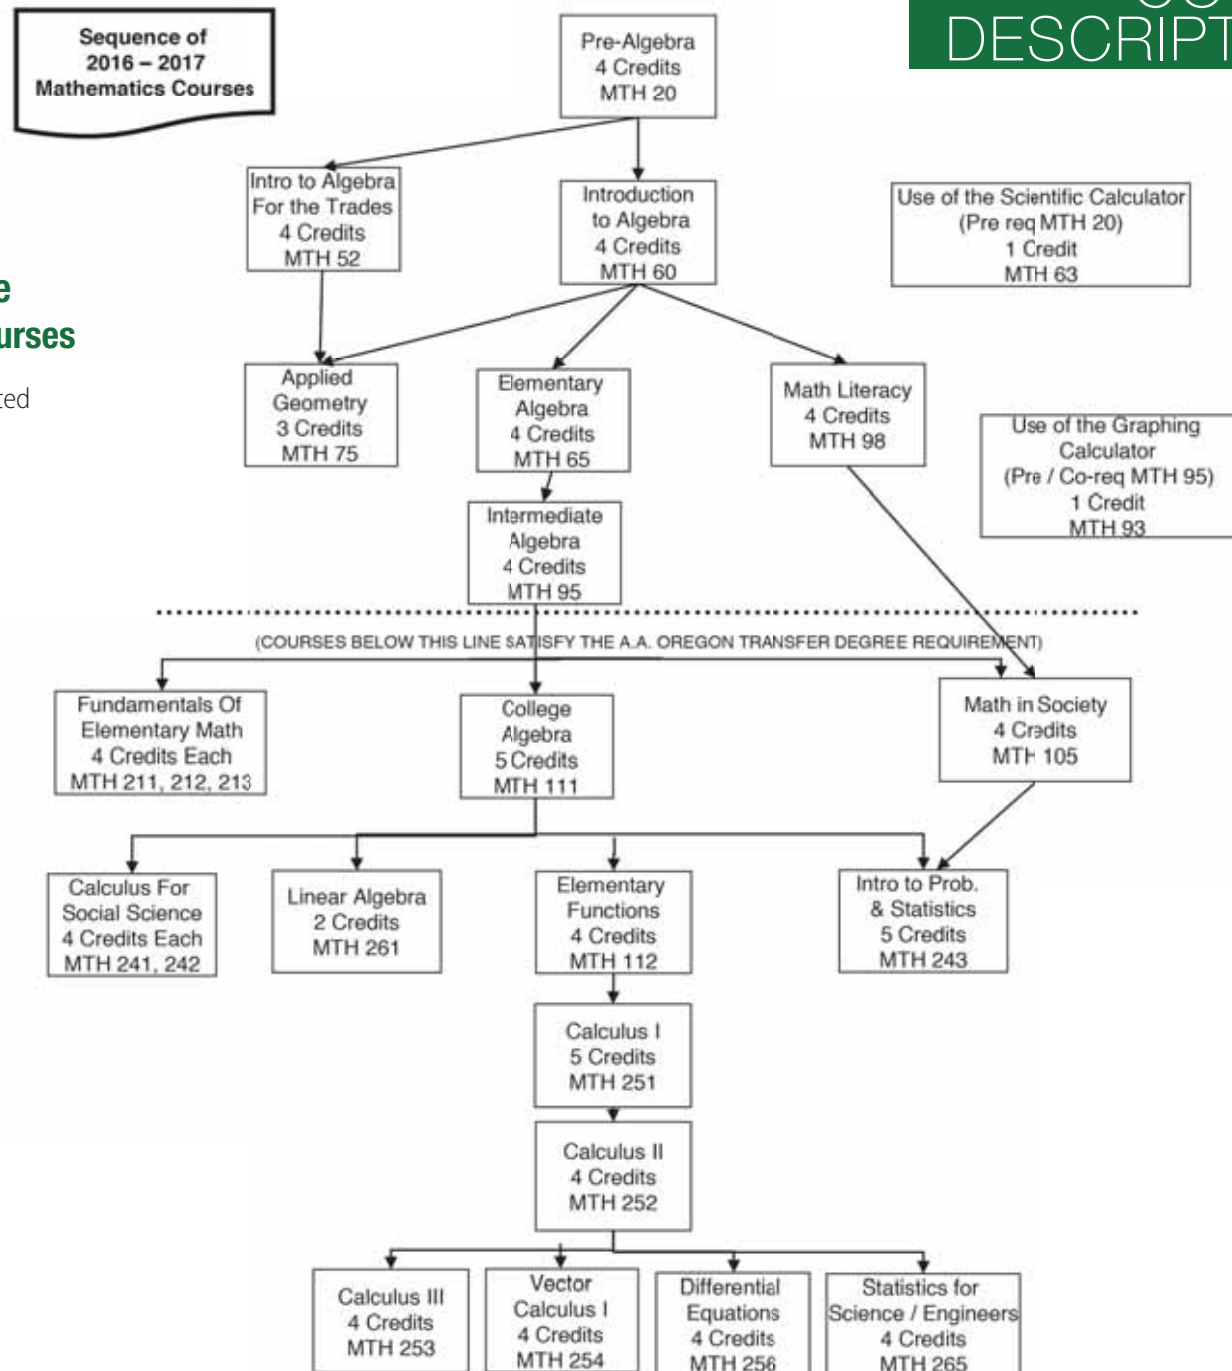 DESCRIPT
Sequence of
2016 – 2017
Mathematics Courses
Pre-Algebra
4 Credits
MTH 20
Intro to Algebra
For the Trades
4 Credits
MTH 52
Introduction
to Algebra
4 Credits
MTH 60
Use of the Scientific Calculator
(Pre req MTH 20)
1 Credit
MTH 63
e
urses
ted
Applied
Geometry
3 Credits
MTH 75
Elementary
Algebra
4 Credits
MTH 65
Math Literacy
4 Credits
MTH 98
Use of the Graphing
Calculator
(Pre / Co-req MTH 95)
1 Credit
MTH 93
Intermediate
Algebra
4 Credits
MTH 95
(COURSES BELOW THIS LINE SATISFY THE A.A. OREGON TRANSFER DEGREE REQUIREMENT)
Fundamentals Of
Elementary Math
4 Credits Each
MTH 211, 212, 213
College
Algebra
5 Credits
MTH 111
Math in Society
4 Credits
MTH 105
Calculus For
Social Science
4 Credits Each
MTH 241, 242
Linear Algebra
2 Credits
MTH 261
Elementary
Functions
4 Credits
MTH 112
Intro to Prob.
& Statistics
5 Credits
MTH 243
Calculus I
5 Credits
MTH 251
Calculus II
4 Credits
MTH 252
Calculus III
4 Credits
MTH 253
Vector
Calculus I
4 Credits
MTH 254
Differential
Equations
4 Credits
MTH 256
Statistics for
Science / Engineers
4 Credits
MTH 265